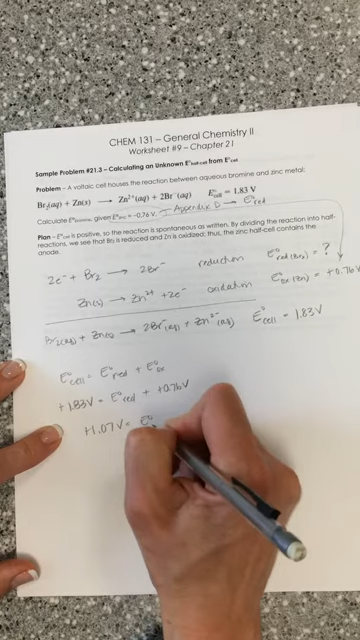 CHEM 131 – General Chemistry II
Worksheet #9 – Chapter 21
Sample Problem #21.3 – Calculating an Unknown E°half-cell from E°cell
Problem – A voltaic cell houses the reaction between aqueous bromine and zinc metal:
Br₂(aq) + Zn(s) → Zn²⁺(aq) + 2Br⁻(aq) E°cell = 1.83 V
Calculate E°bromine, given E°zinc = -0.76 V. Appendix D → E°red
Plan – E°cell is positive, so the reaction is spontaneous as written. By dividing the reaction into half-
reactions, we see that Br₂ is reduced and Zn is oxidized; thus, the zinc half-cell contains the
anode.
2e⁻ + Br₂ → 2Br⁻ reduction E°red (Br₂) = ?
Zn(s) → Zn²⁺ + 2e⁻ oxidation E°ox (Zn) = +0.76V
Br₂(aq) + Zn(s) → 2Br⁻(aq) + Zn²⁺(aq) E°cell = 1.83V
E°cell = E°red + E°ox
+1.83V = E°red + +0.76V
+1.07V = E°